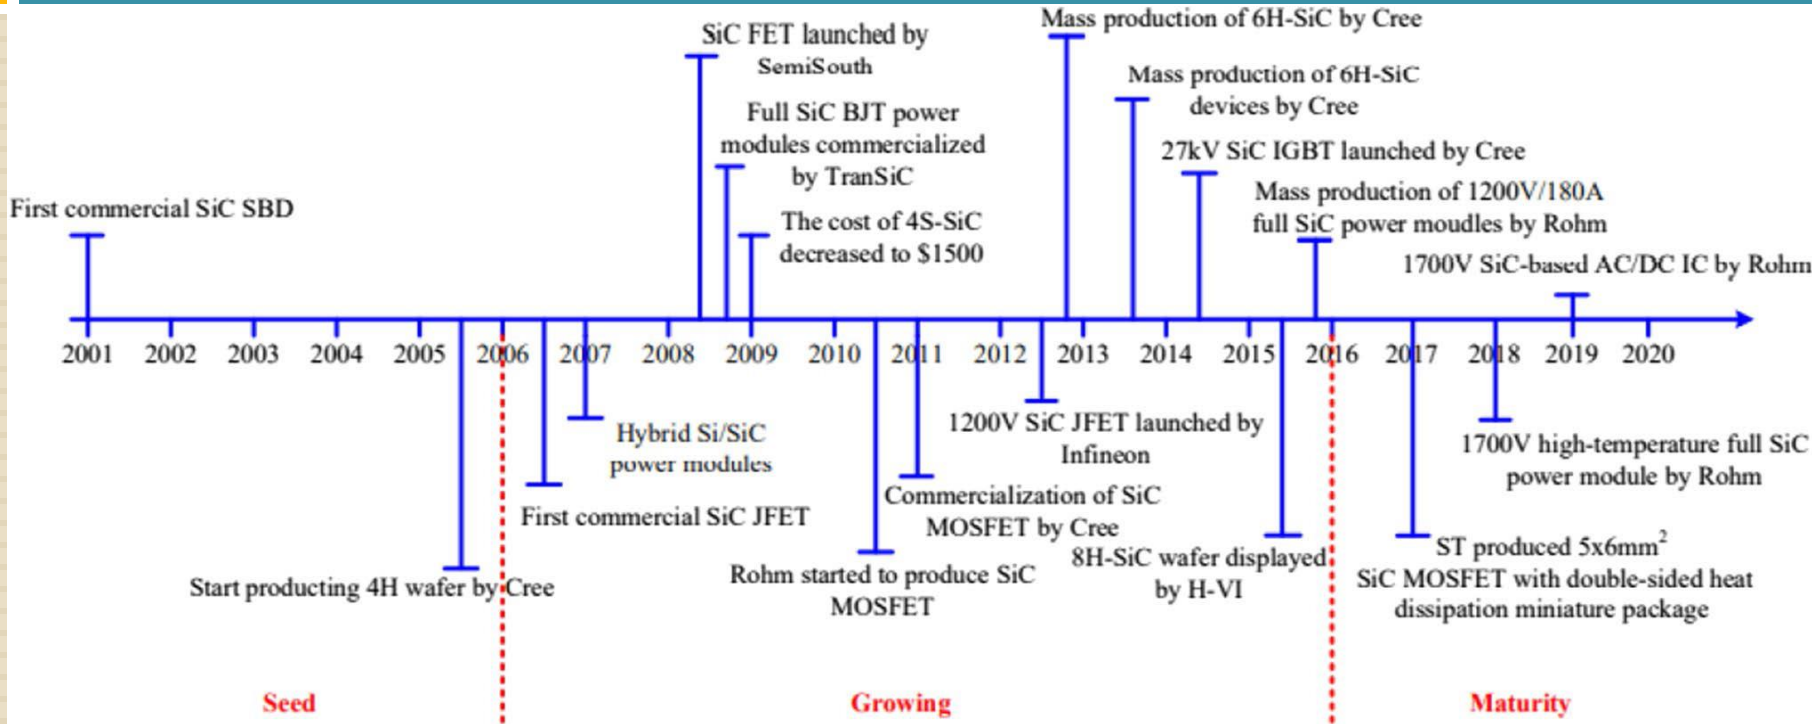 Mass production of 6H-SiC by Cree
SiC FET launched by
SemiSouth
Mass production of 6H-SiC
devices by Cree
Full SiC BJT power
modules commercialized
by TranSiC
27kV SiC IGBT launched by Cree
Mass production of 1200V/180A
full SiC power moudles by Rohm
First commercial SiC SBD
The cost of 4S-SiC
decreased to $1500
1700V SiC-based AC/DC IC by Rohm
2001 2002 2003 2004 2005 2006 2007 2008 2009 2010 2011 2012 2013 2014 2015 2016 2017 2018 2019 2020
Hybrid Si/SiC
power modules
1200V SiC JFET launched by
Infineon
1700V high-temperature full SiC
power module by Rohm
First commercial SiC JFET
Commercialization of SiC
MOSFET by Cree
Start producting 4H wafer by Cree
Rohm started to produce SiC
MOSFET
8H-SiC wafer displayed
by H-VI
ST produced 5x6mm²
SiC MOSFET with double-sided heat
dissipation miniature package
Seed
Growing
Maturity